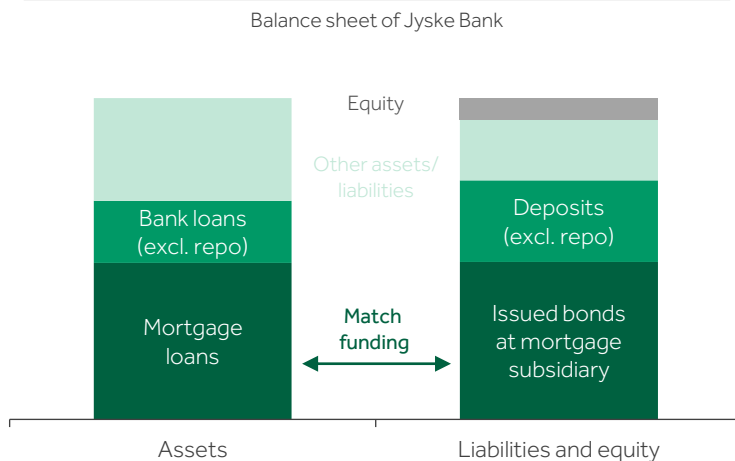 Balance sheet of Jyske Bank
Equity
Other assets/
liabilities
Bank loans
(excl. repo)
Deposits
(excl. repo)
Mortgage
loans
Match
funding
Issued bonds
at mortgage
subsidiary
Assets
Liabilities and equity